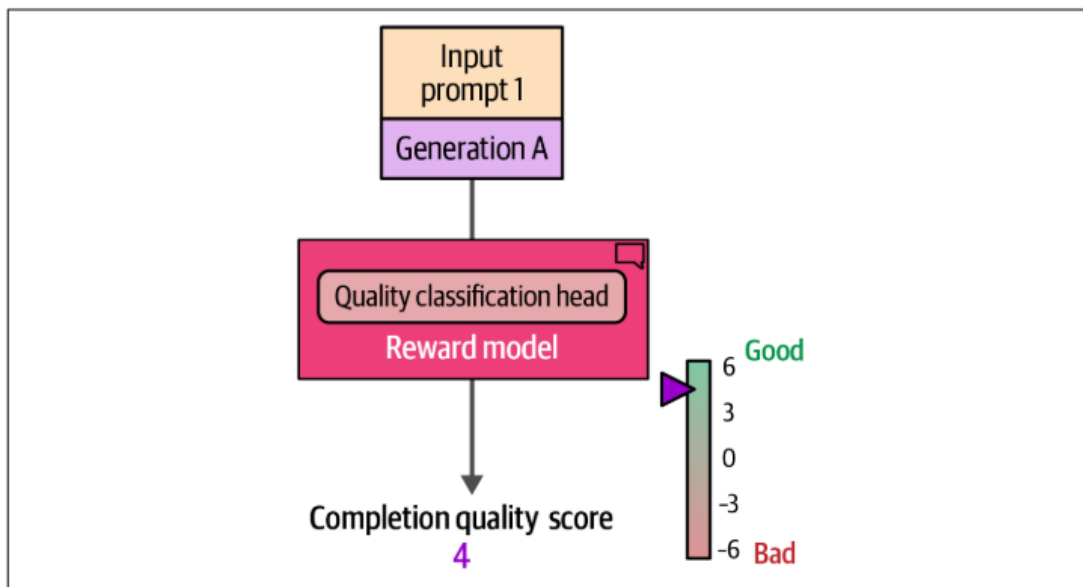 Input
prompt 1
Generation A
Quality classification head
Reward model
Completion quality score
4
6 Good
3
0
-3
-6 Bad